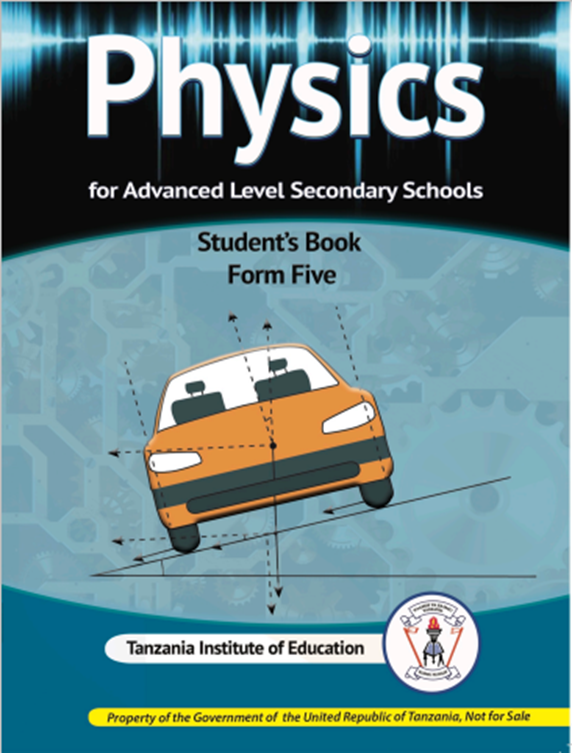 Physics
for Advanced Level Secondary Schools
Student's Book
Form Five
Tanzania Institute of Education
Property of the Government of the United Republic of Tanzania, Not for Sale